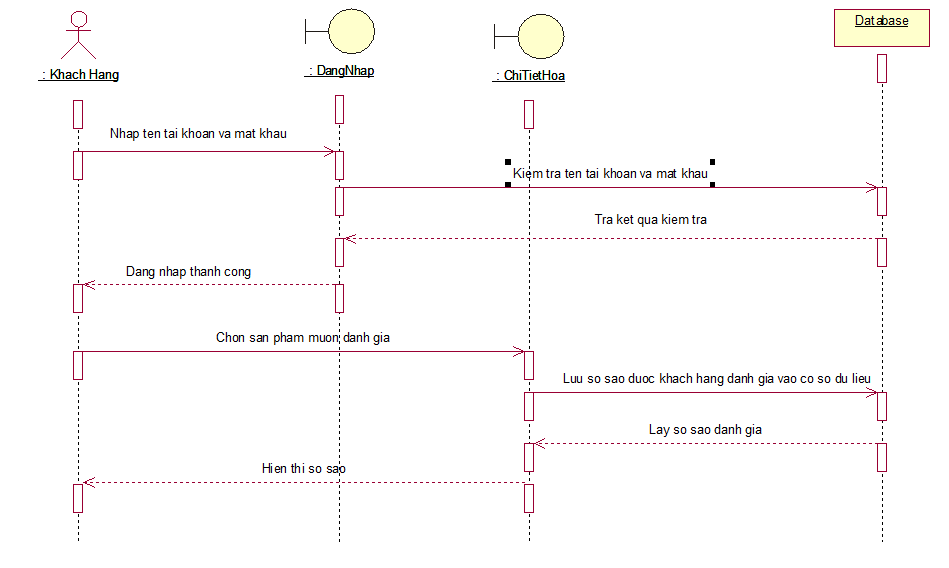 Database
: Khach Hang
: DangNhap
: ChiTietHoa
Nhap ten tai khoan va mat khau
Kiem tra ten tai khoan va mat khau
Tra ket qua kiem tra
Dang nhap thanh cong
Chon san pham muon danh gia
Luu so sao duoc khach hang danh gia vao co so du lieu
Lay so sao danh gia
Hien thi so sao